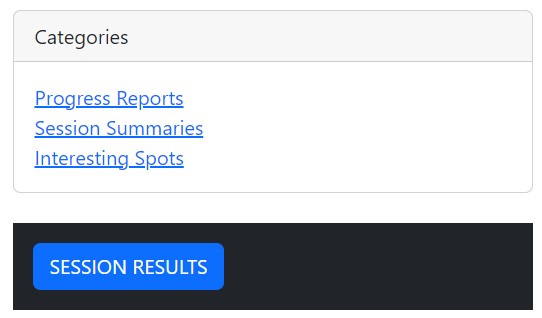 Categories
Progress Reports
Session Summaries
Interesting Spots
SESSION RESULTS